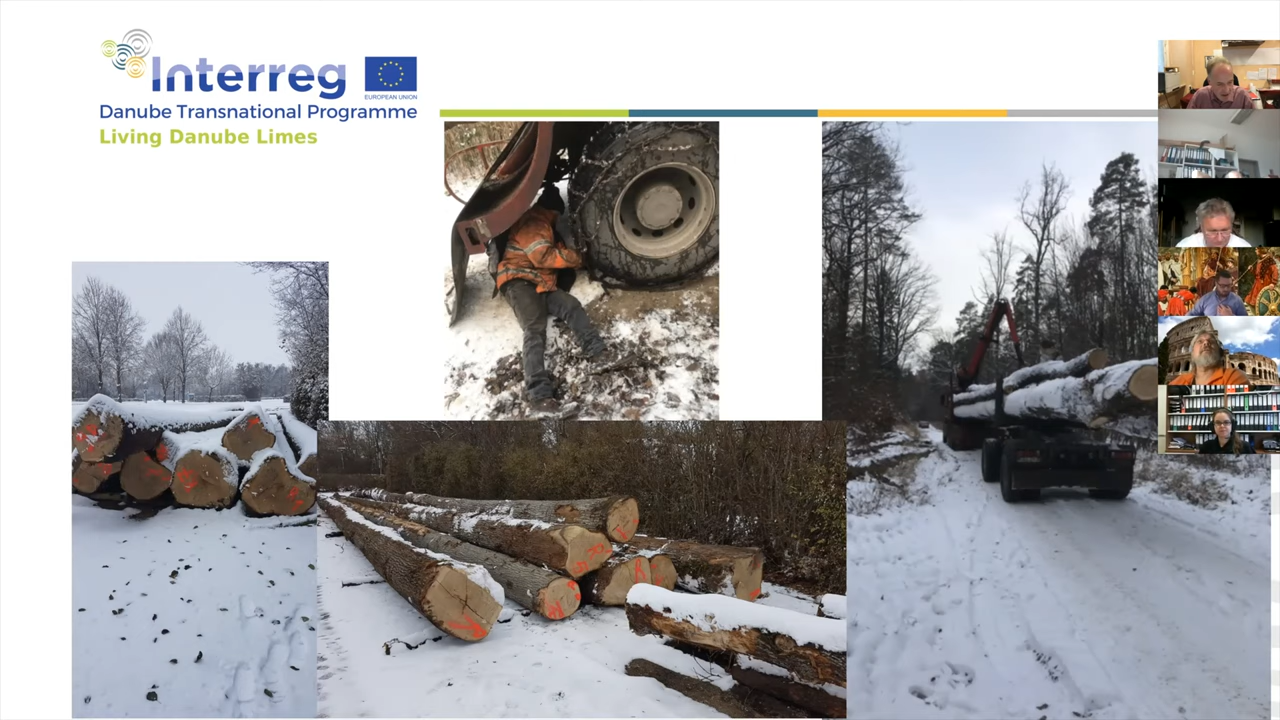 Interreg
EUROPEAN UNION
Danube Transnational Programme
Living Danube Limes